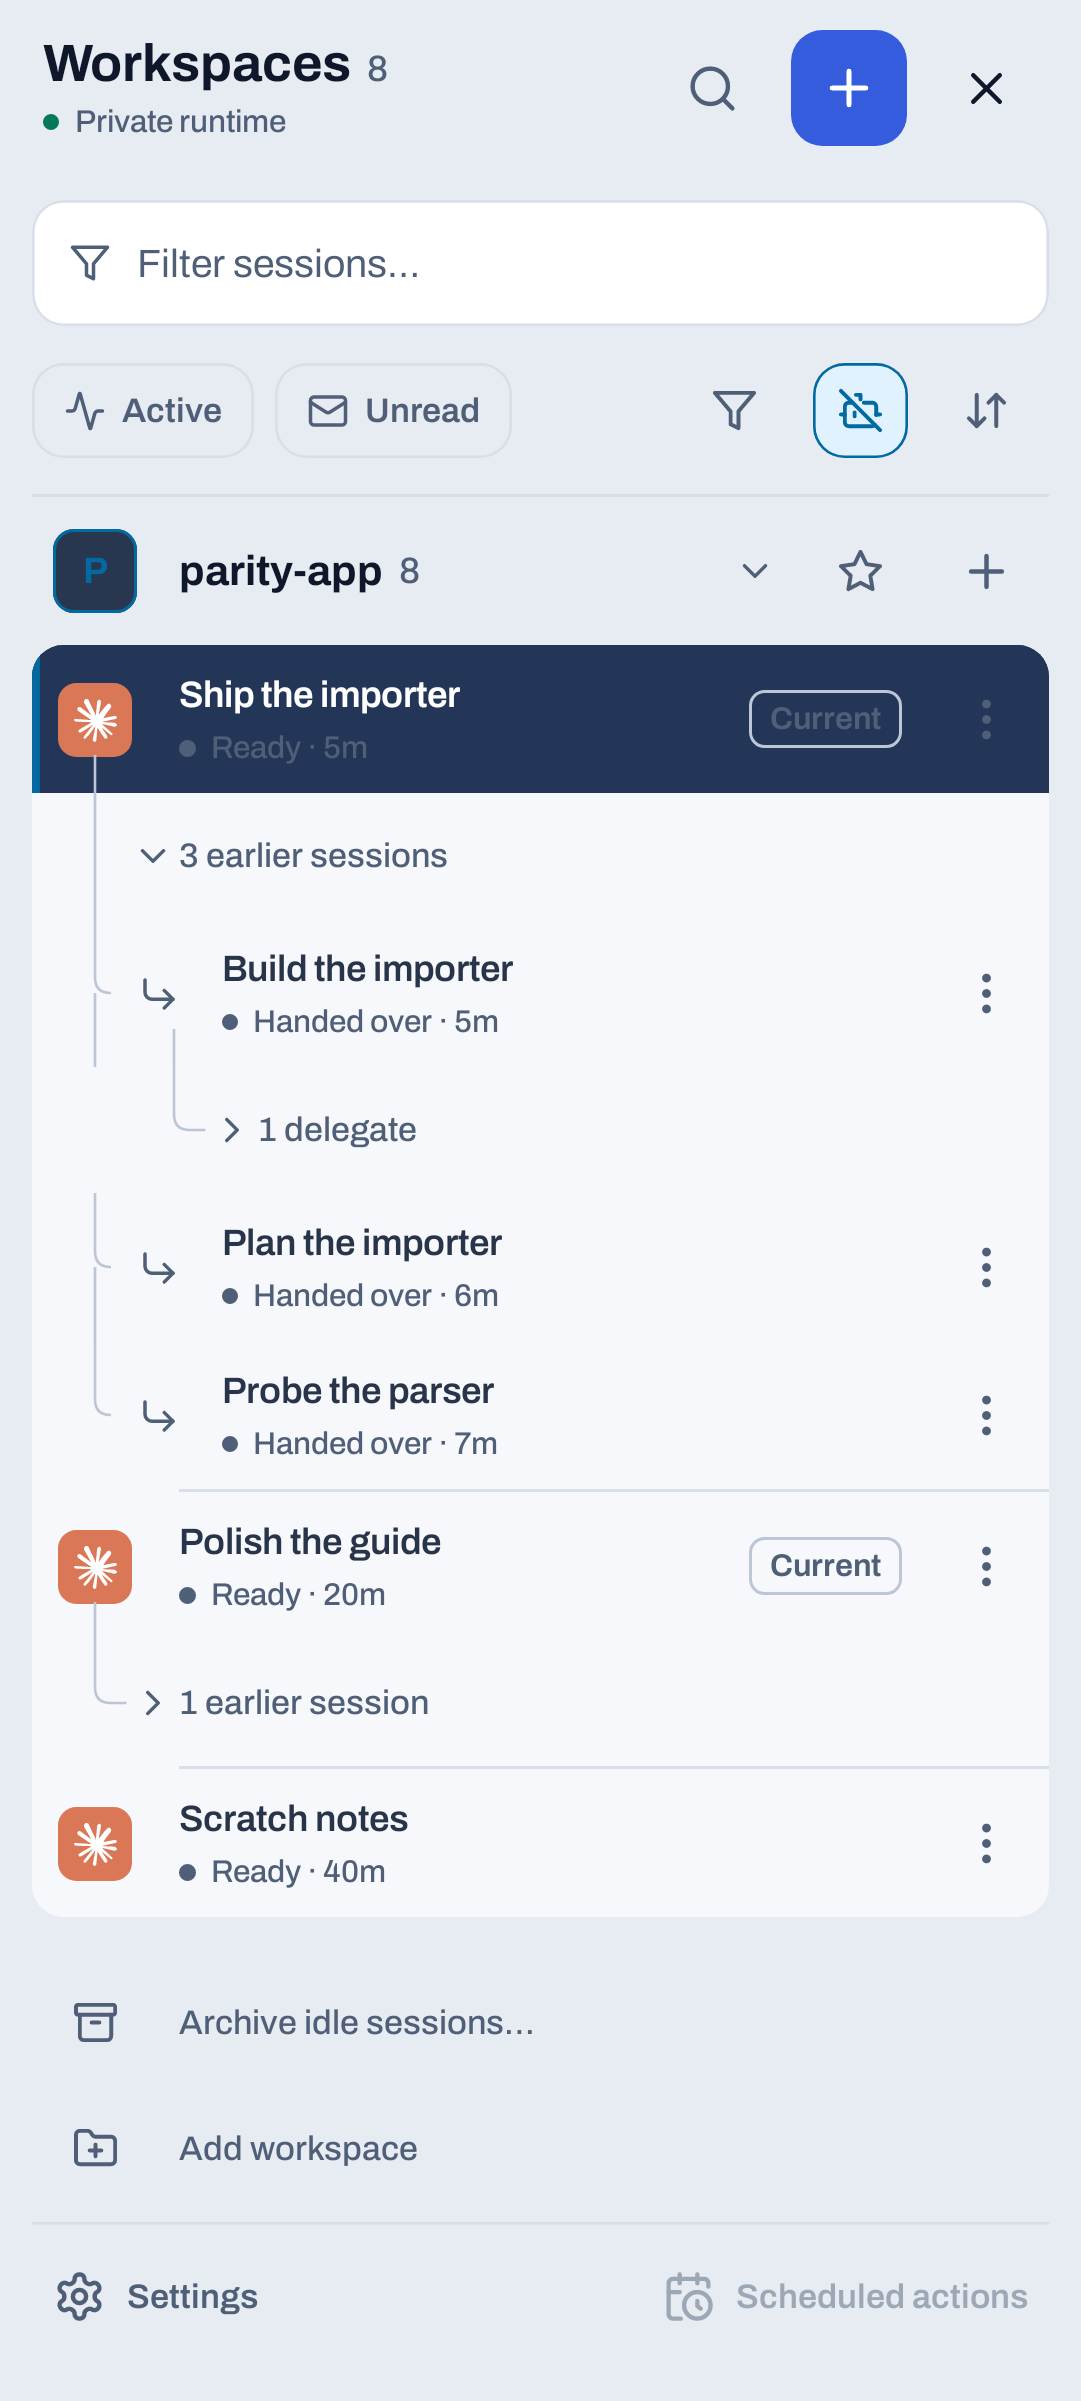 Workspaces 8
Private runtime
Filter sessions...
Active
Unread
P
parity-app 8
Ship the importer
Ready · 5m
Current
3 earlier sessions
Build the importer
Handed over · 5m
1 delegate
Plan the importer
Handed over · 6m
Probe the parser
Handed over · 7m
Polish the guide
Ready · 20m
Current
1 earlier session
Scratch notes
Ready · 40m
Archive idle sessions...
Add workspace
Settings
Scheduled actions